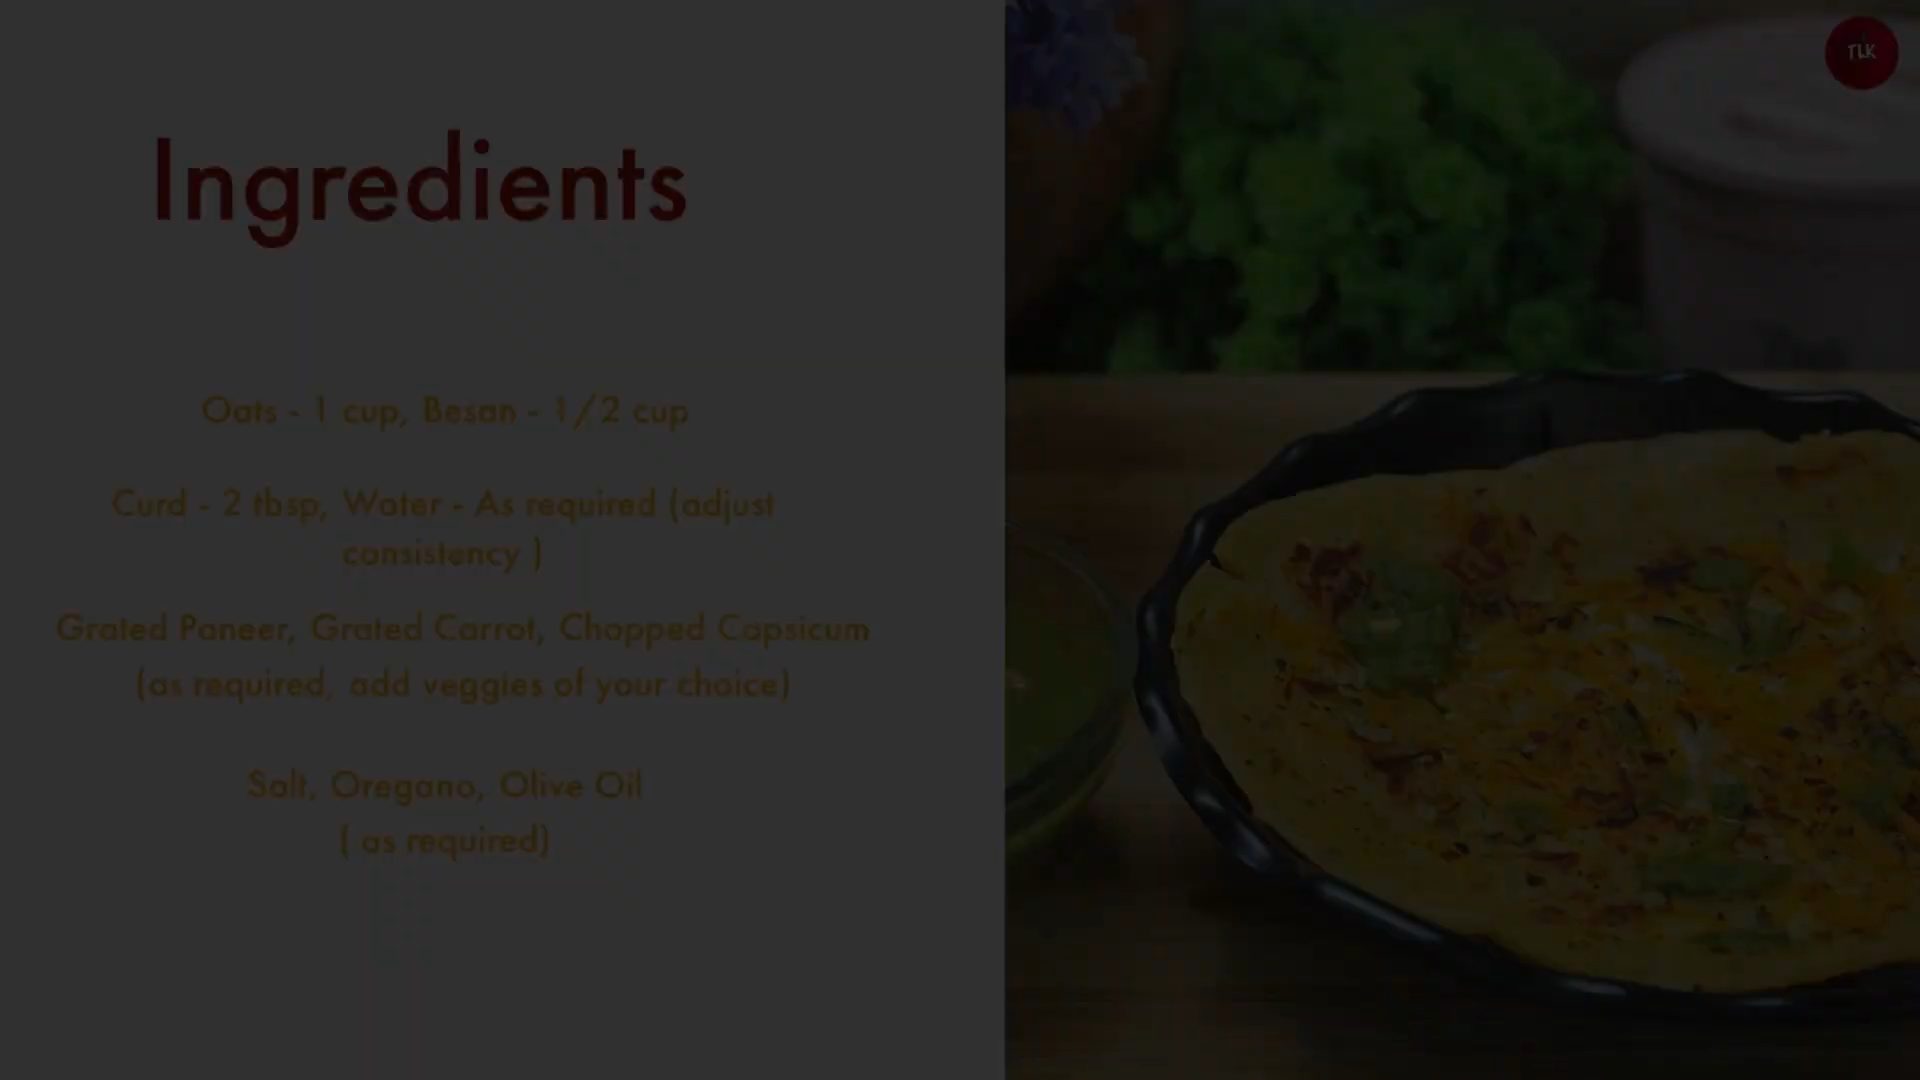 TLK
Ingredients
Oats - 1 cup, Besan - 1/2 cup
Curd - 2 tbsp, Water - As required (adjust
consistency )
Grated Paneer, Grated Carrot, Chopped Capsicum
(as required, add veggies of your choice)
Salt, Oregano, Olive Oil
( as required)